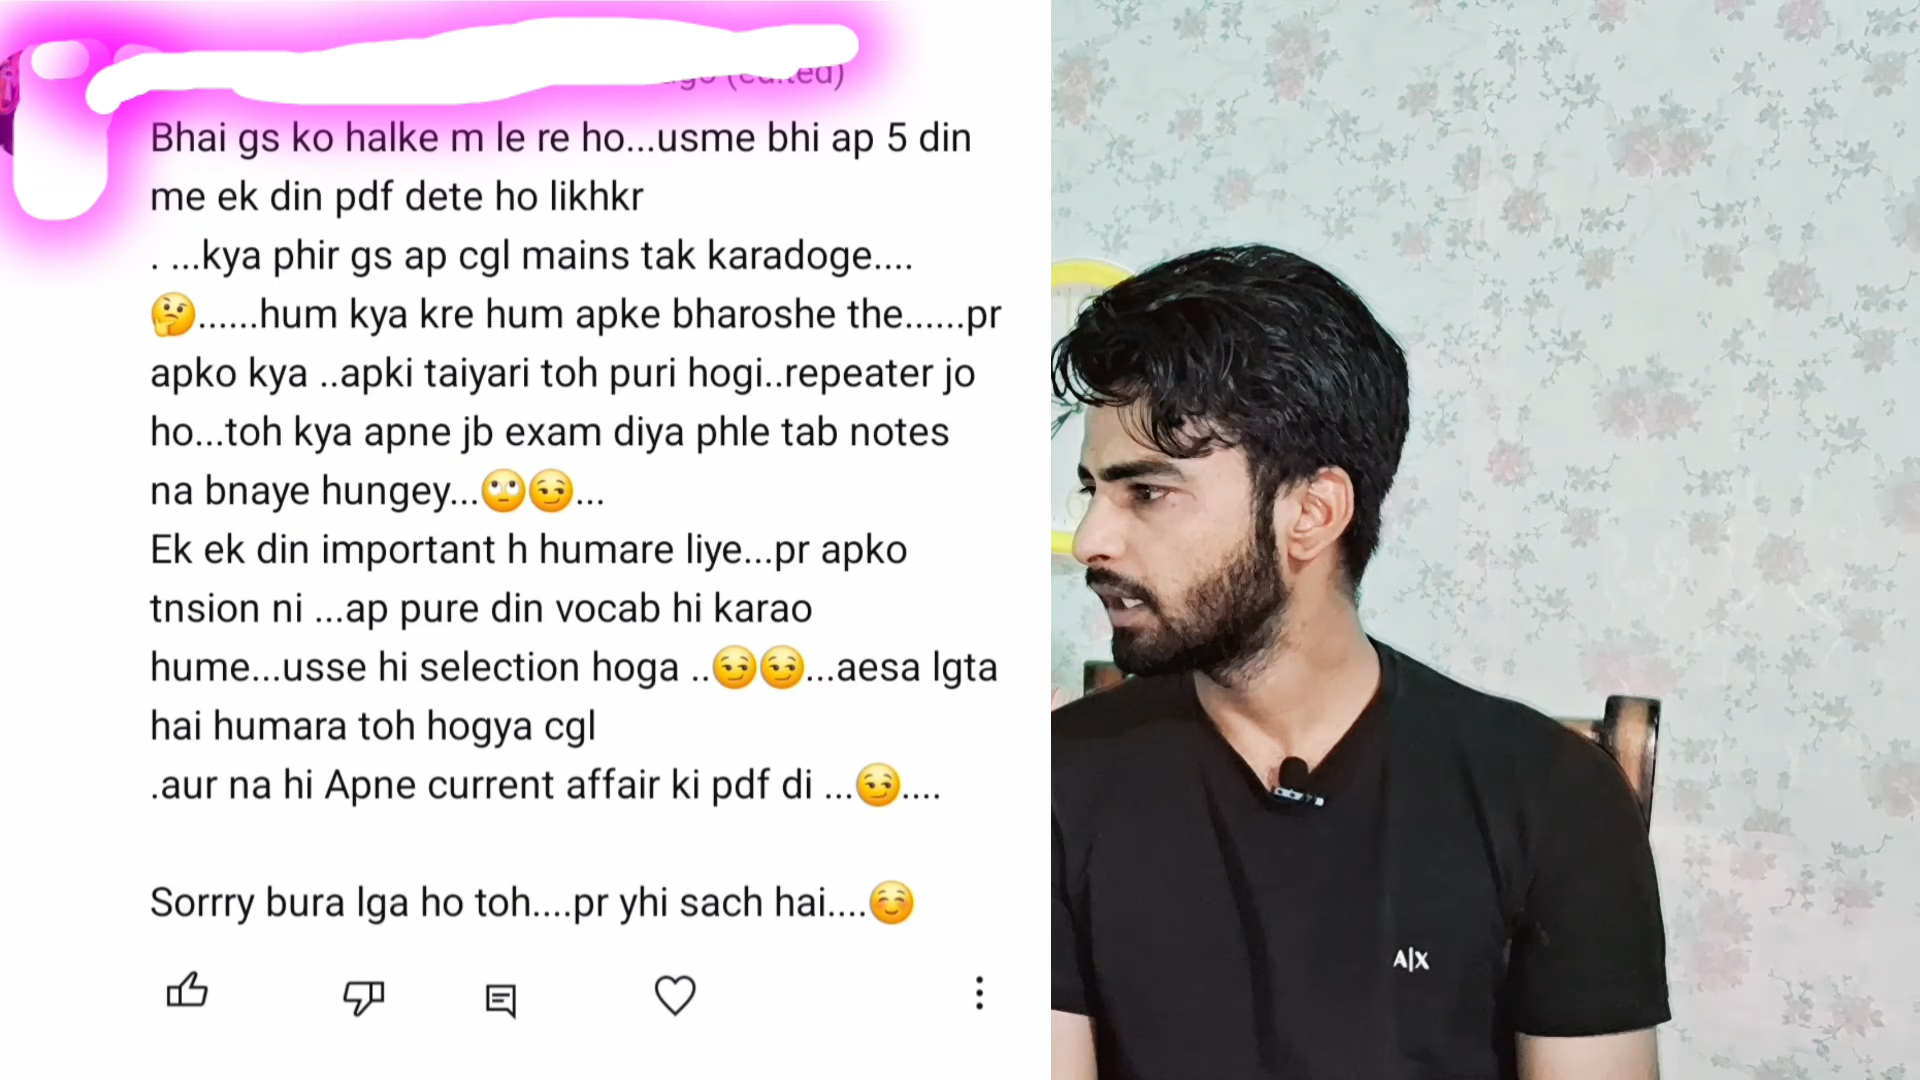 (edited)
Bhai gs ko halke m le re ho...usme bhi ap 5 din
me ek din pdf dete ho likhkr
. ...kya phir gs ap cgl mains tak karadoge....
🤔......hum kya kre hum apke bharoshe the......pr
apko kya ..apki taiyari toh puri hogi..repeater jo
ho...toh kya apne jb exam diya phle tab notes
na bnaye hungey...🙄😏...
Ek ek din important h humare liye...pr apko
tnsion ni ...ap pure din vocab hi karao
hume...usse hi selection hoga ..😏😏...aesa lgta
hai humara toh hogya cgl
.aur na hi Apne current affair ki pdf di ...😏....
Sorrry bura lga ho toh....pr yhi sach hai....☺️
A|X